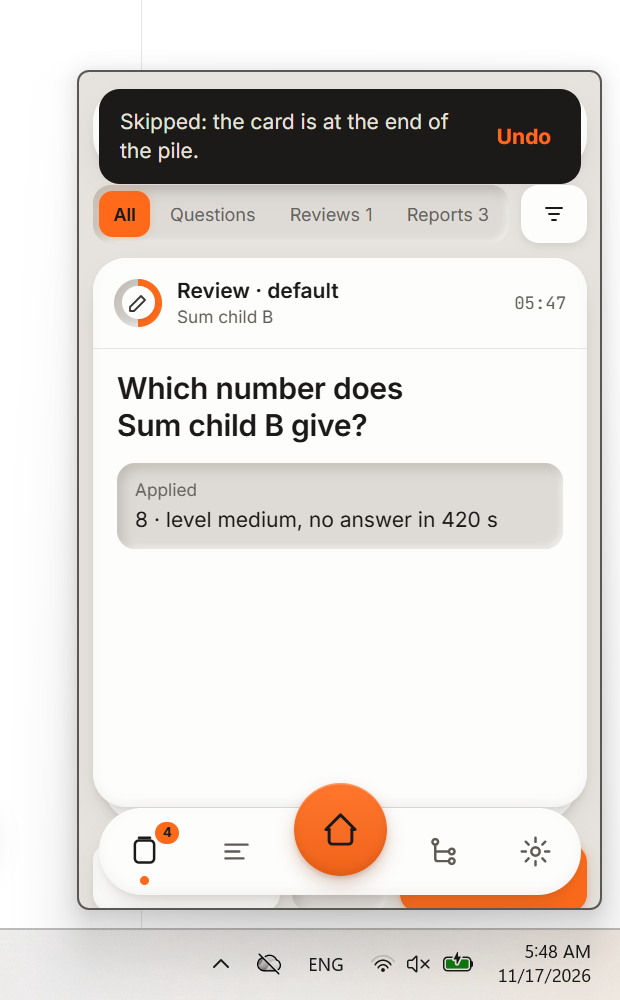 Skipped: the card is at the end of
the pile.
Undo
All
Questions
Reviews 1
Reports 3
Review · default
Sum child B
05:47
Which number does
Sum child B give?
Applied
8 · level medium, no answer in 420 s
4
ENG
5:48 AM
11/17/2026